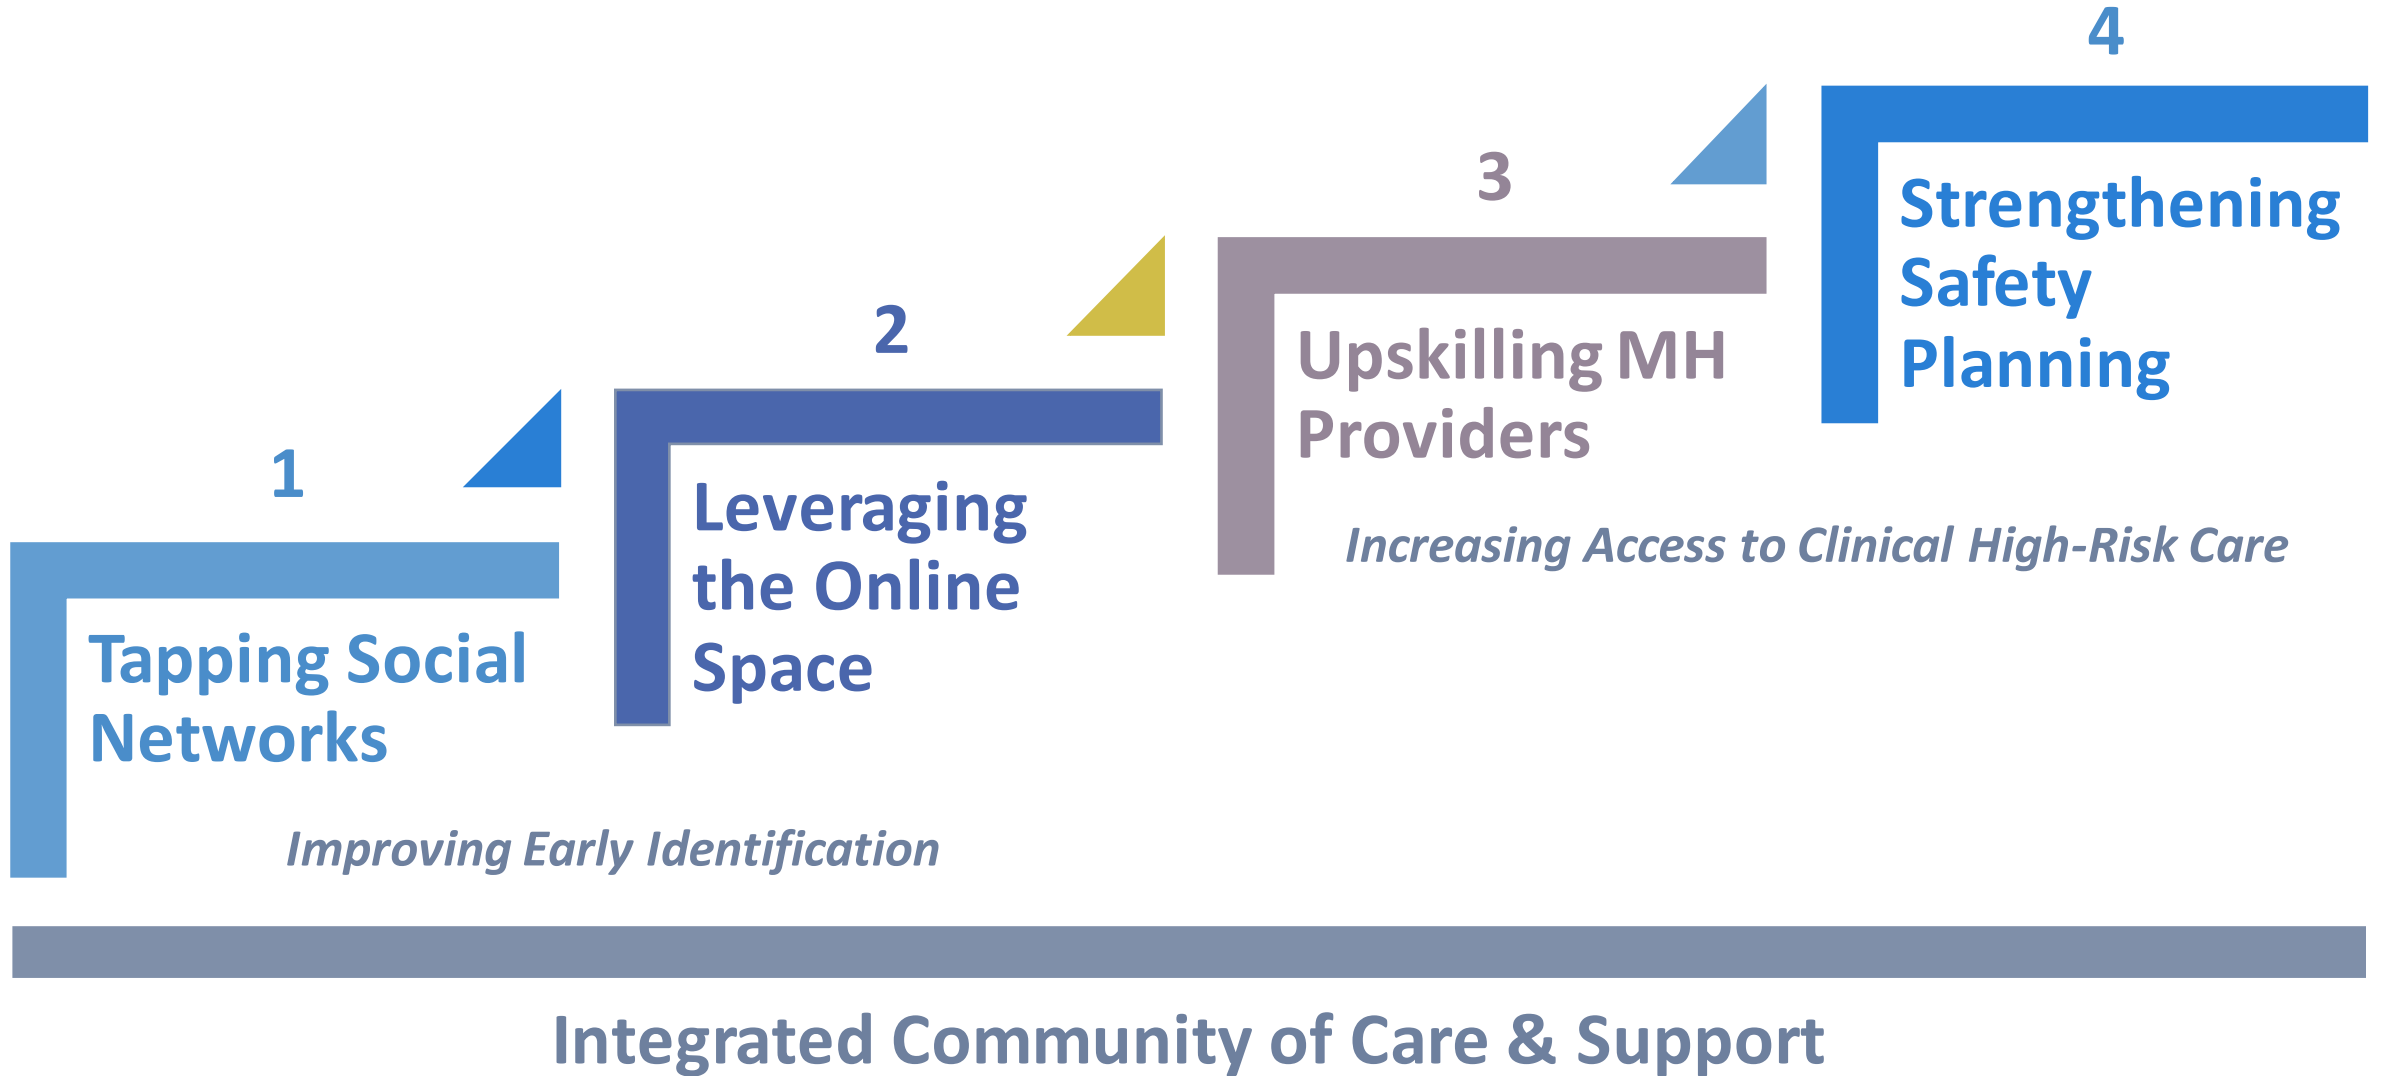 1
Tapping Social
Networks
2
Leveraging
the Online
Space
Improving Early Identification
3
Upskilling MH
Providers
4
Strengthening
Safety
Planning
Increasing Access to Clinical High-Risk Care
Integrated Community of Care & Support